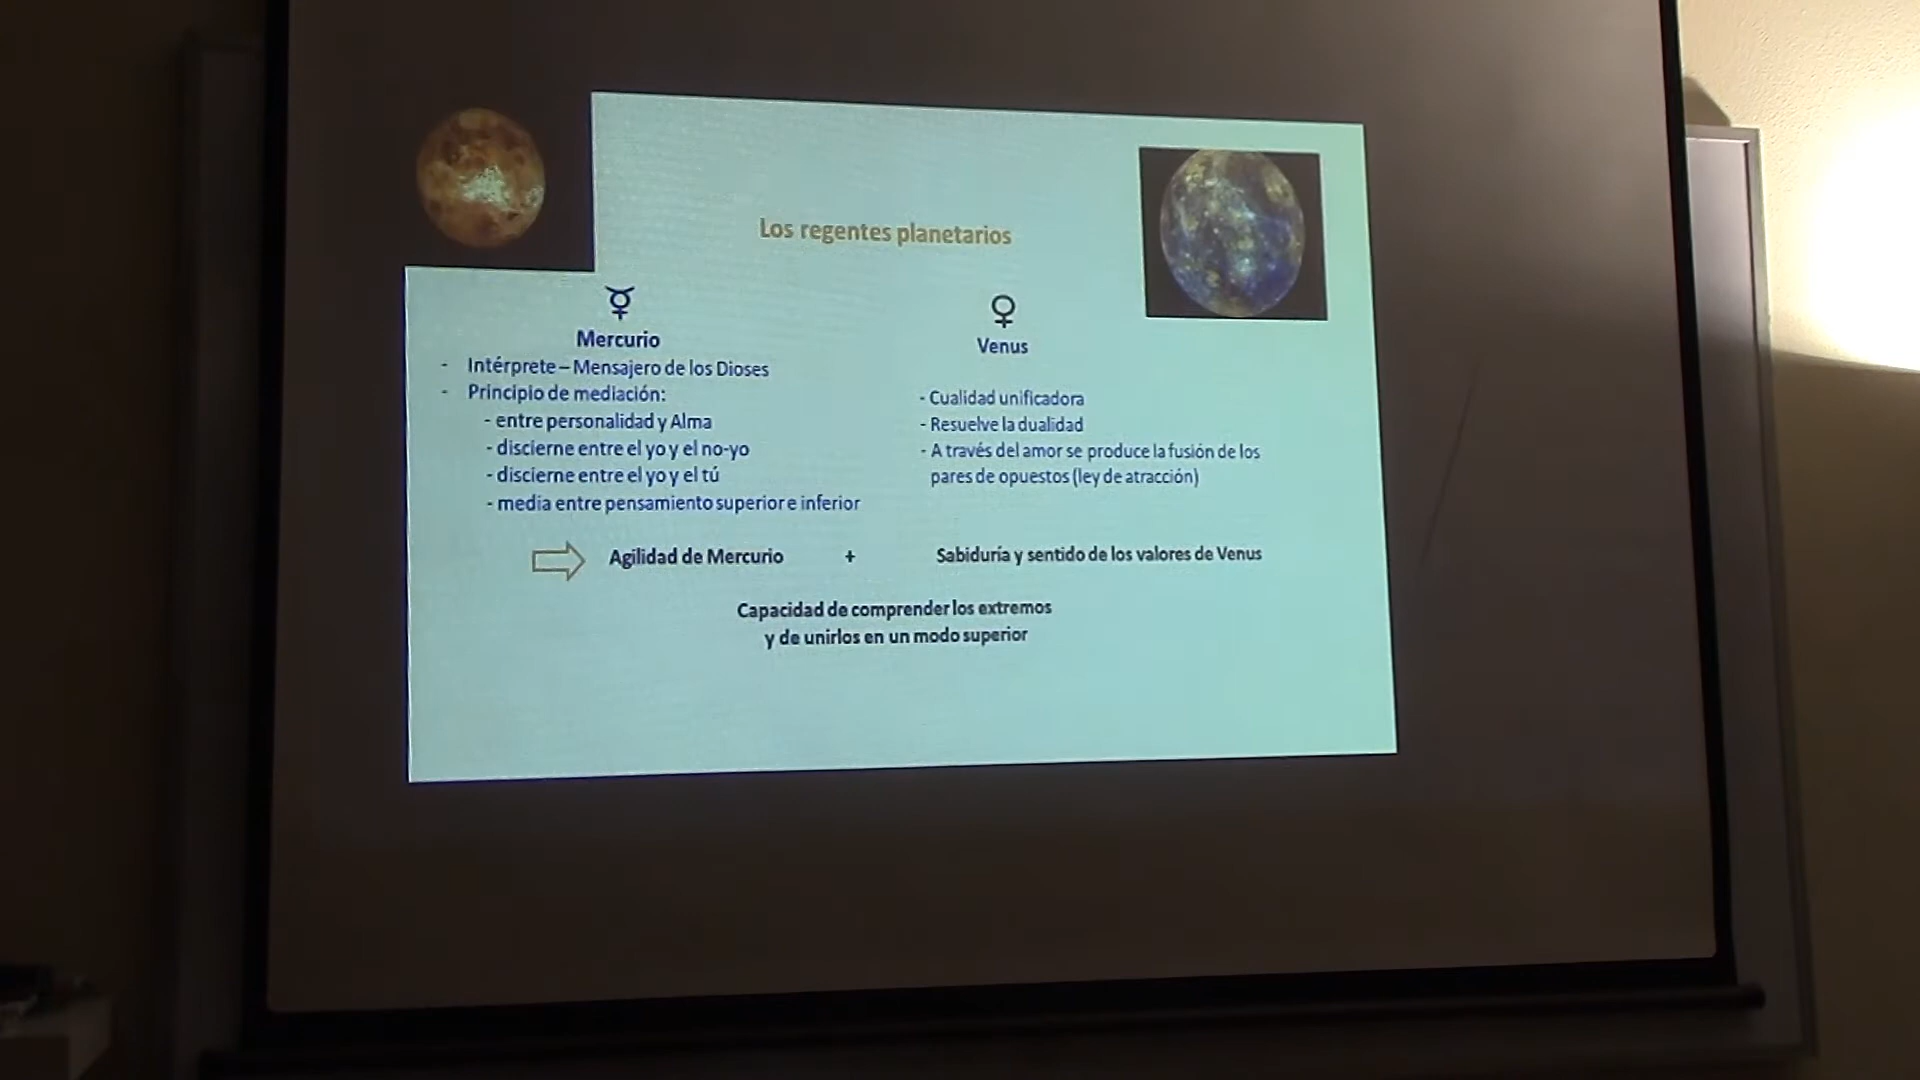 Los regentes planetarios
☿
Mercurio
- Intérprete – Mensajero de los Dioses
- Principio de mediación:
- entre personalidad y Alma
- discierne entre el yo y el no-yo
- discierne entre el yo y el tú
- media entre pensamiento superior e inferior
♀
Venus
- Cualidad unificadora
- Resuelve la dualidad
- A través del amor se produce la fusión de los
pares de opuestos (ley de atracción)
Agilidad de Mercurio + Sabiduría y sentido de los valores de Venus
Capacidad de comprender los extremos
y de unirlos en un modo superior